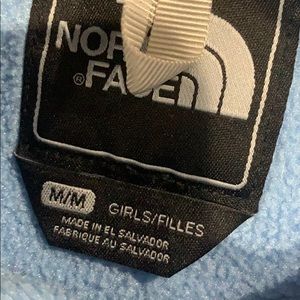 NOR
FACE
®
M/M GIRLS/FILLES
MADE IN EL SALVADOR
FABRIQUE AU SALVADOR